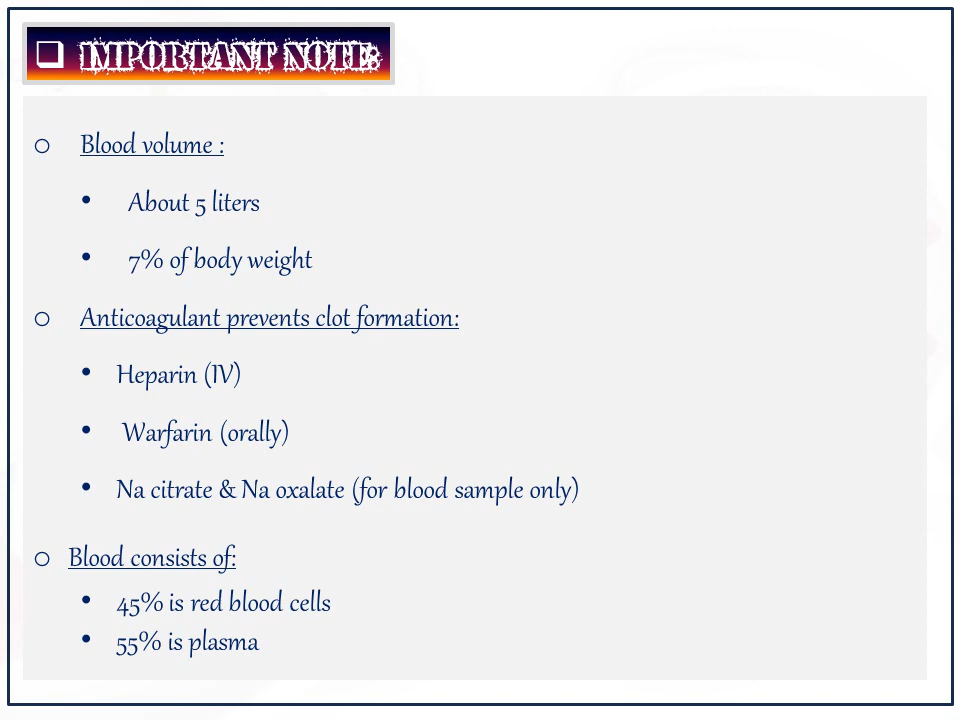 ❑ IMPORTANT NOTE:
o Blood volume :
• About 5 liters
• 7% of body weight
o Anticoagulant prevents clot formation:
• Heparin (IV)
• Warfarin (orally)
• Na citrate & Na oxalate (for blood sample only)
o Blood consists of:
• 45% is red blood cells
• 55% is plasma